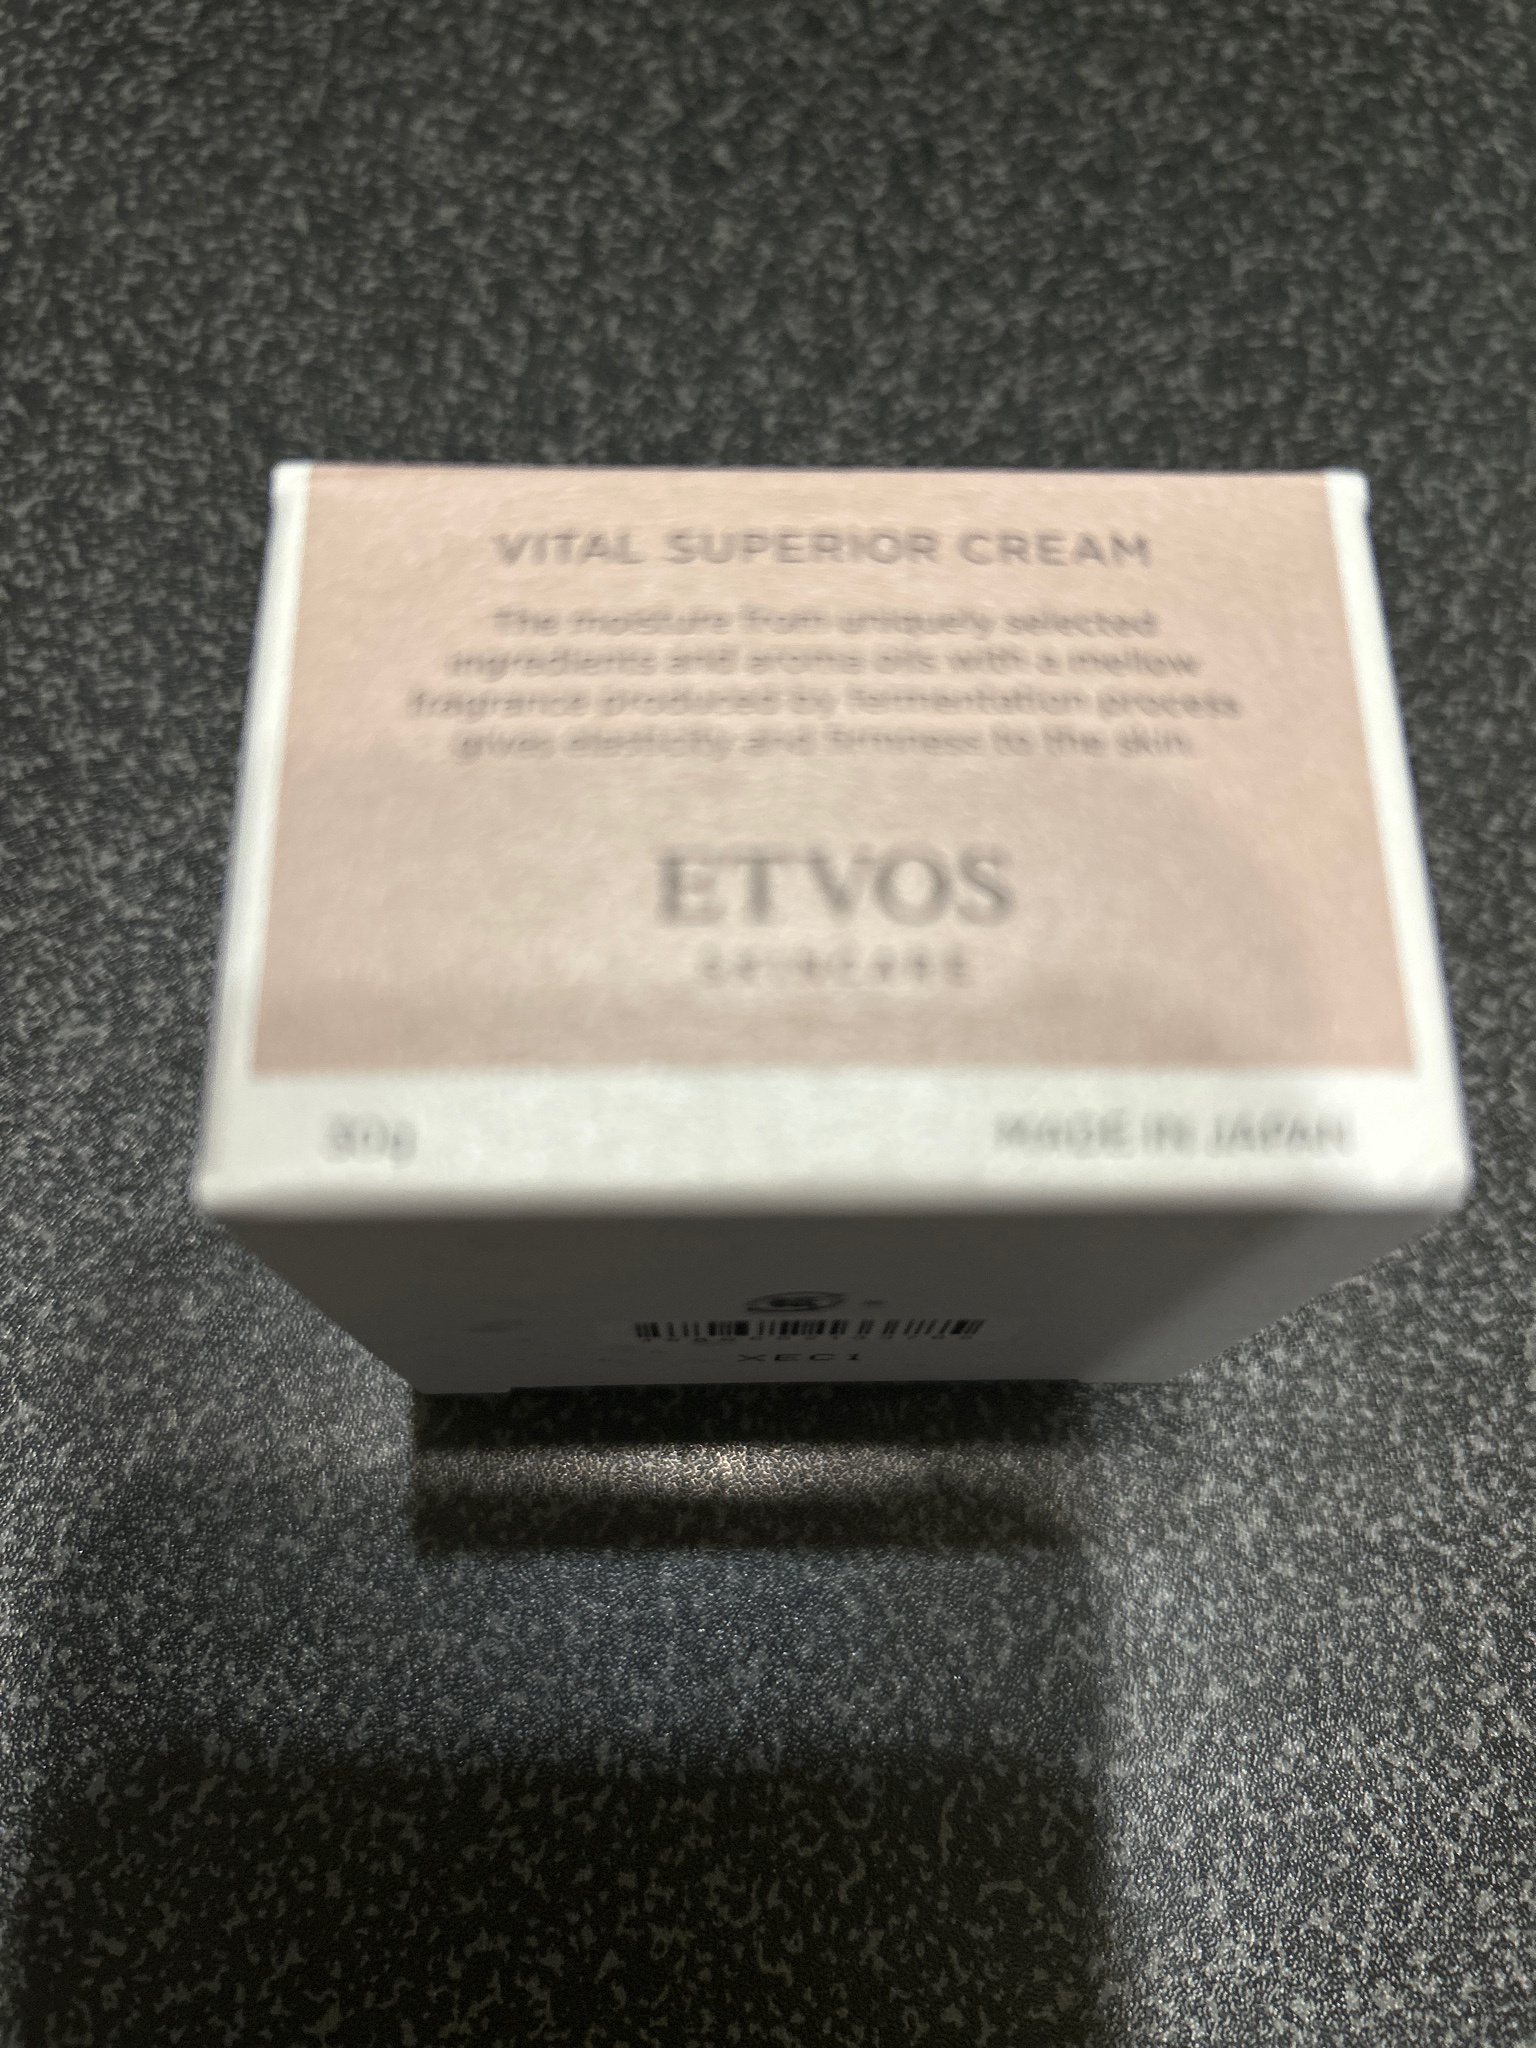 VITAL SUPERIOR CREAM
The moisture from uniquely selected
ingredients and aroma oils with a mellow
fragrance produced by fermentation process
gives elasticity and firmness to the skin.
ETVOS
SKINCARE
30g
MADE IN JAPAN
XEC1